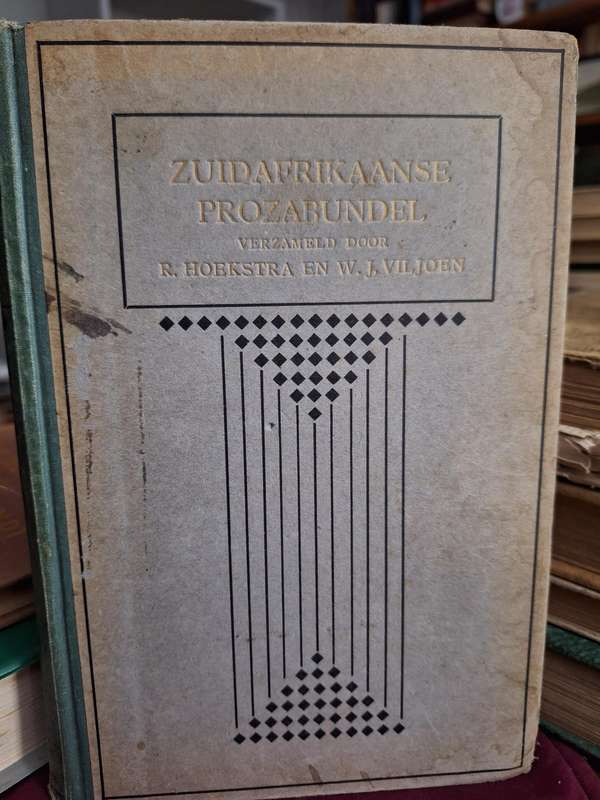 ZUIDAFRIKAANSE
PROZABUNDEL
VERZAMELD DOOR
R. HOEKSTRA EN W. J. VILJOEN